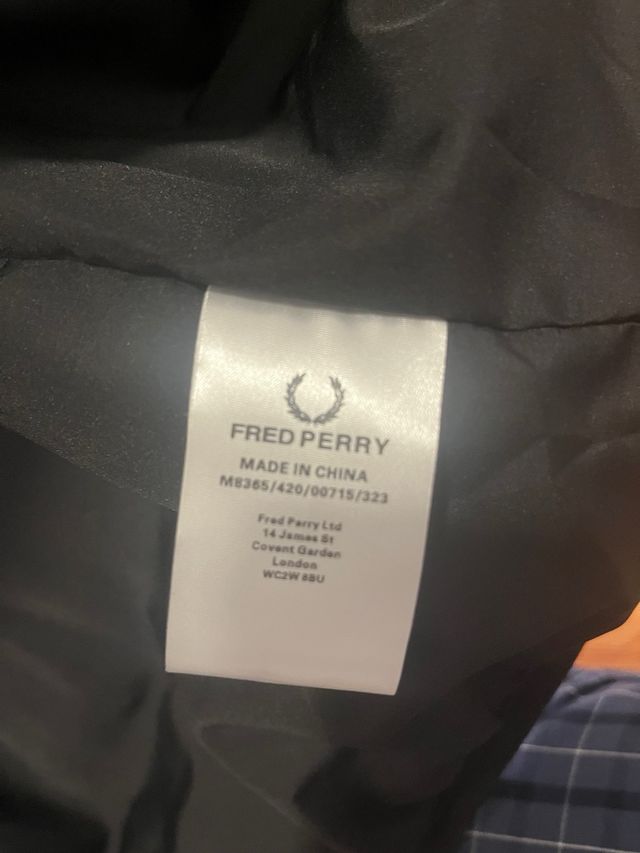 FRED PERRY
MADE IN CHINA
M8365/420/00715/323
Fred Perry Ltd
14 James St
Covent Garden
London
WC2W 8BU